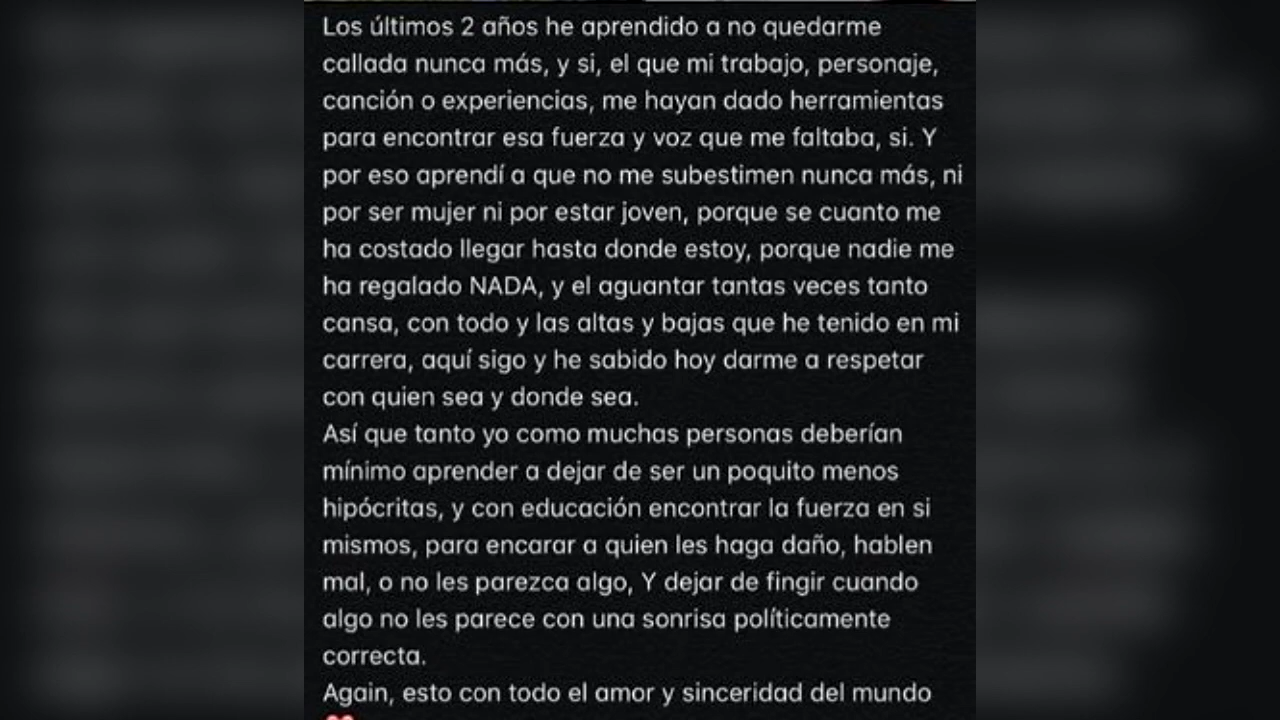 Los últimos 2 años he aprendido a no quedarme
callada nunca más, y si, el que mi trabajo, personaje,
canción o experiencias, me hayan dado herramientas
para encontrar esa fuerza y voz que me faltaba, si. Y
por eso aprendí a que no me subestimen nunca más, ni
por ser mujer ni por estar joven, porque se cuanto me
ha costado llegar hasta donde estoy, porque nadie me
ha regalado NADA, y el aguantar tantas veces tanto
cansa, con todo y las altas y bajas que he tenido en mi
carrera, aquí sigo y he sabido hoy darme a respetar
con quien sea y donde sea.
Así que tanto yo como muchas personas deberían
mínimo aprender a dejar de ser un poquito menos
hipócritas, y con educación encontrar la fuerza en si
mismos, para encarar a quien les haga daño, hablen
mal, o no les parezca algo, Y dejar de fingir cuando
algo no les parece con una sonrisa políticamente
correcta.
Again, esto con todo el amor y sinceridad del mundo